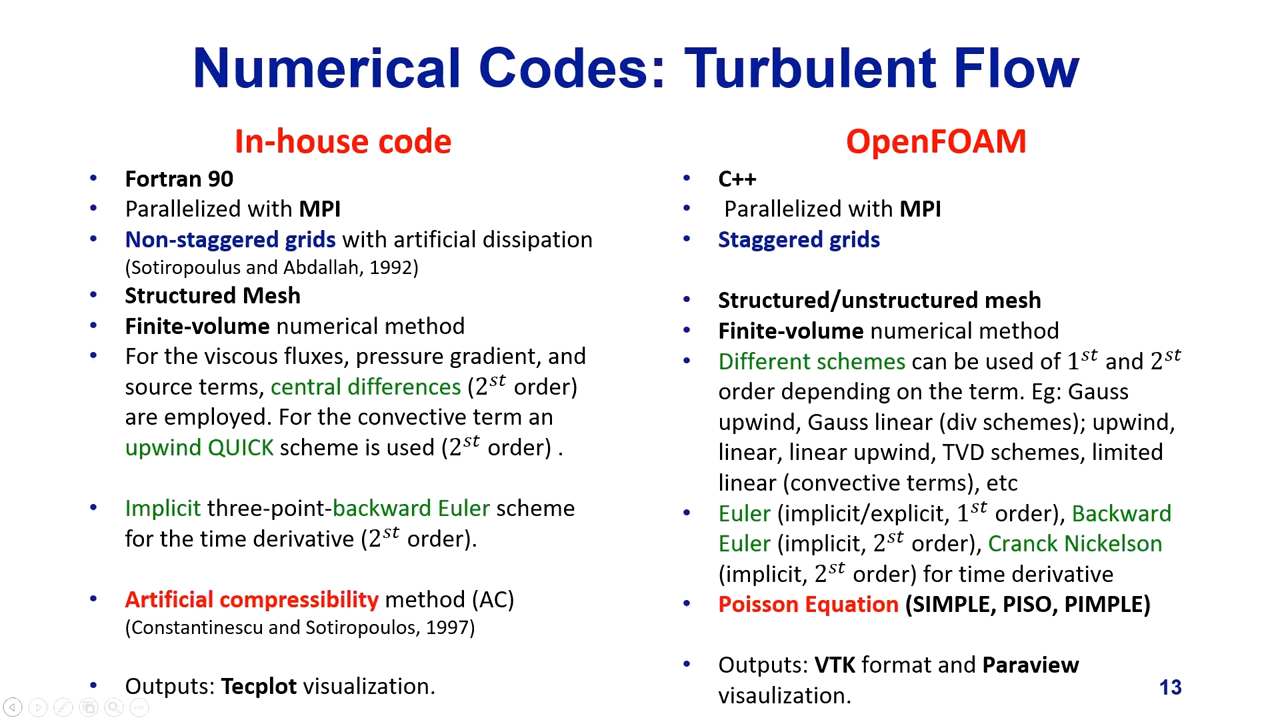 Numerical Codes: Turbulent Flow
In-house code
• Fortran 90
• Parallelized with MPI
• Non-staggered grids with artificial dissipation
(Sotiropoulus and Abdallah, 1992)
• Structured Mesh
• Finite-volume numerical method
• For the viscous fluxes, pressure gradient, and
source terms, central differences (2st order)
are employed. For the convective term an
upwind QUICK scheme is used (2st order) .
• Implicit three-point-backward Euler scheme
for the time derivative (2st order).
• Artificial compressibility method (AC)
(Constantinescu and Sotiropoulos, 1997)
• Outputs: Tecplot visualization.
OpenFOAM
• C++
• Parallelized with MPI
• Staggered grids
• Structured/unstructured mesh
• Finite-volume numerical method
• Different schemes can be used of 1st and 2st
order depending on the term. Eg: Gauss
upwind, Gauss linear (div schemes); upwind,
linear, linear upwind, TVD schemes, limited
linear (convective terms), etc
• Euler (implicit/explicit, 1st order), Backward
Euler (implicit, 2st order), Cranck Nickelson
(implicit, 2st order) for time derivative
• Poisson Equation (SIMPLE, PISO, PIMPLE)
• Outputs: VTK format and Paraview
visaulization.
13